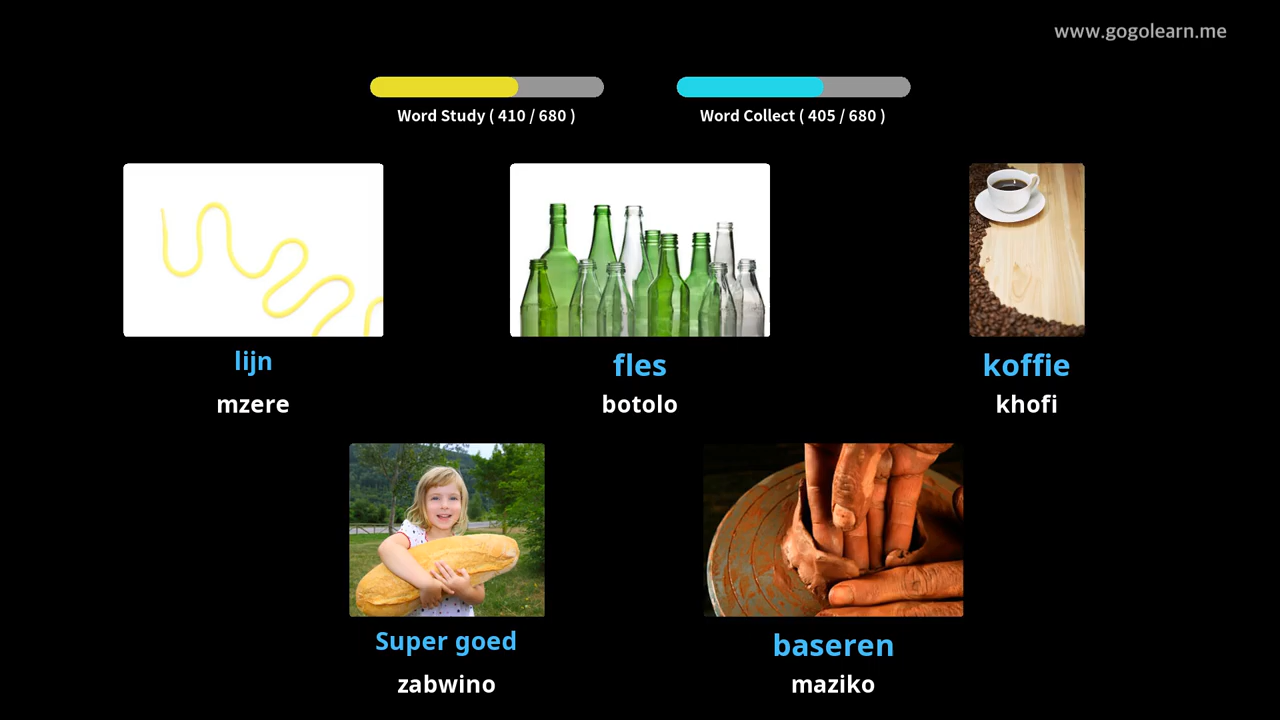 www.gogolearn.me
Word Study ( 410 / 680 )
Word Collect ( 405 / 680 )
lijn
mzere
fles
botolo
koffie
khofi
Super goed
zabwino
baseren
maziko